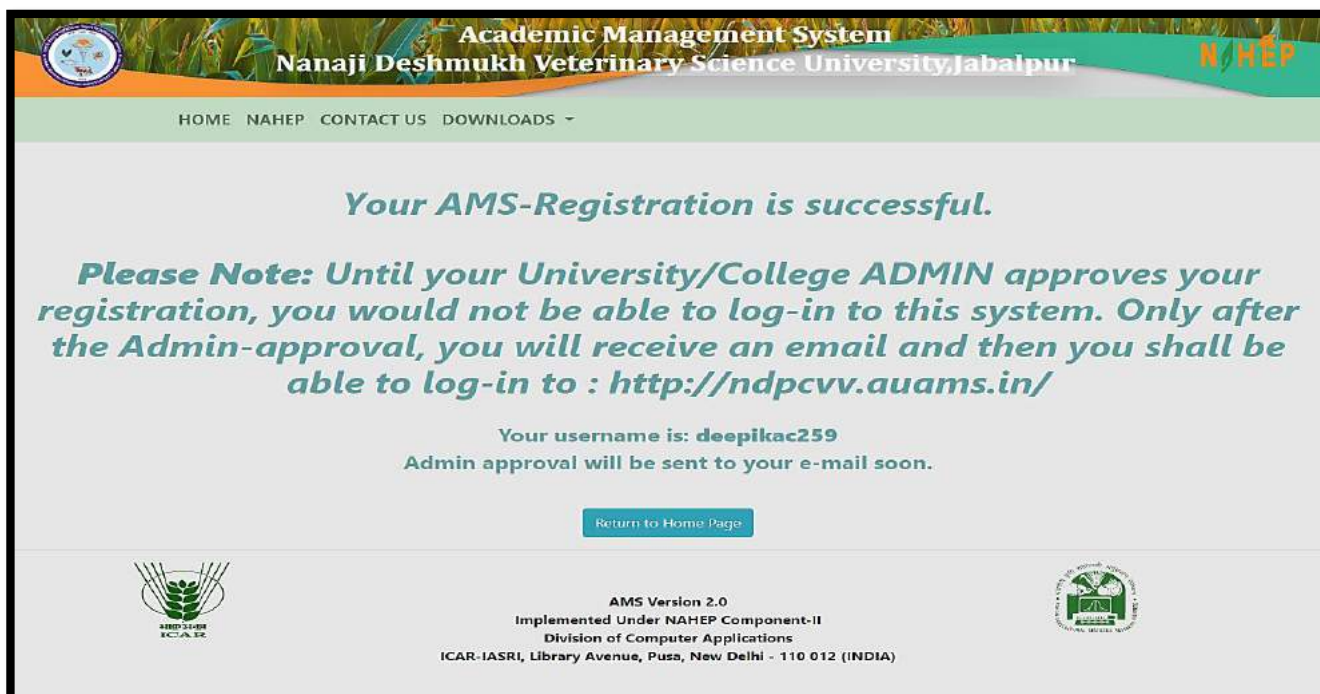 Academic Management System
Nanaji Deshmukh Veterinary Science University,Jabalpur
NAHEP
HOME NAHEP CONTACT US DOWNLOADS
Your AMS-Registration is successful.
Please Note: Until your University/College ADMIN approves your
registration, you would not be able to log-in to this system. Only after
the Admin-approval, you will receive an email and then you shall be
able to log-in to : http://ndpcvv.auams.in/
Your username is: deepikac259
Admin approval will be sent to your e-mail soon.
Return to Home Page
ICAR
AMS Version 2.0
Implemented Under NAHEP Component-II
Division of Computer Applications
ICAR-IASRI, Library Avenue, Pusa, New Delhi - 110 012 (INDIA)